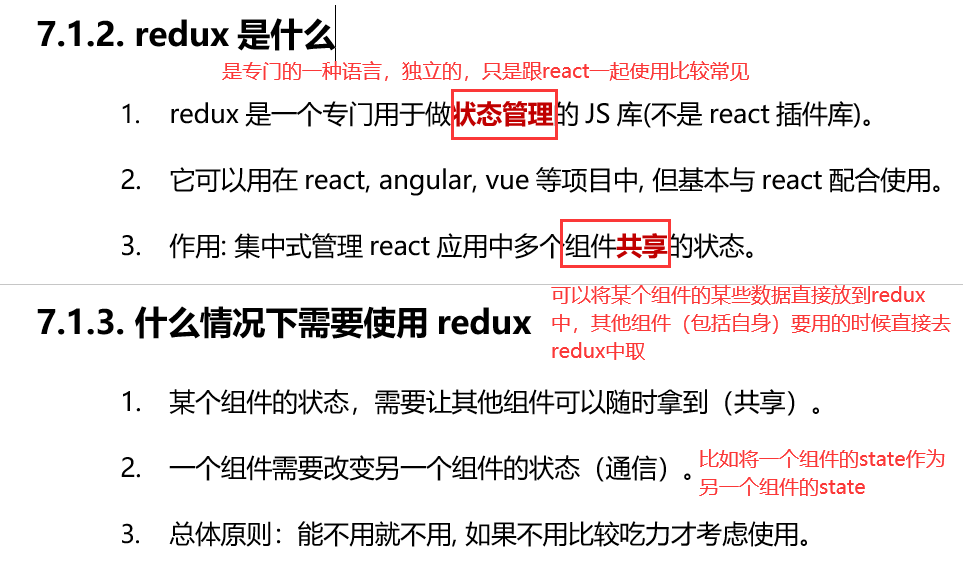 7.1.2. redux 是什么
是专门的一种语言，独立的，只是跟react一起使用比较常见
1. redux 是一个专门用于做状态管理的 JS 库(不是 react 插件库)。
2. 它可以用在 react, angular, vue 等项目中, 但基本与 react 配合使用。
3. 作用: 集中式管理 react 应用中多个组件共享的状态。
可以将某个组件的某些数据直接放到redux
中，其他组件（包括自身）要用的时候直接去
redux中取
7.1.3. 什么情况下需要使用 redux
1. 某个组件的状态，需要让其他组件可以随时拿到（共享）。
2. 一个组件需要改变另一个组件的状态（通信）。
比如将一个组件的state作为
另一个组件的state
3. 总体原则：能不用就不用, 如果不用比较吃力才考虑使用。